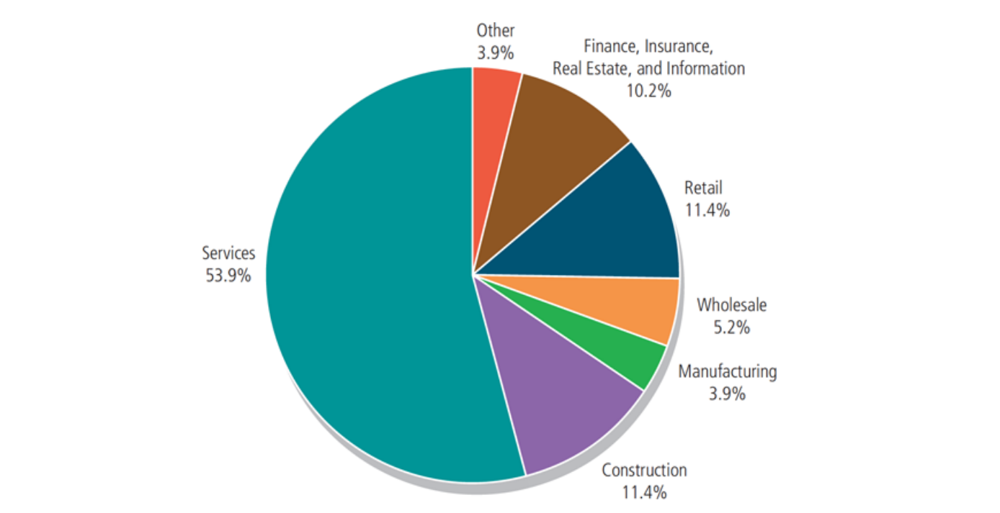 Other
3.9%
Finance, Insurance,
Real Estate, and Information
10.2%
Retail
11.4%
Services
53.9%
Wholesale
5.2%
Manufacturing
3.9%
Construction
11.4%